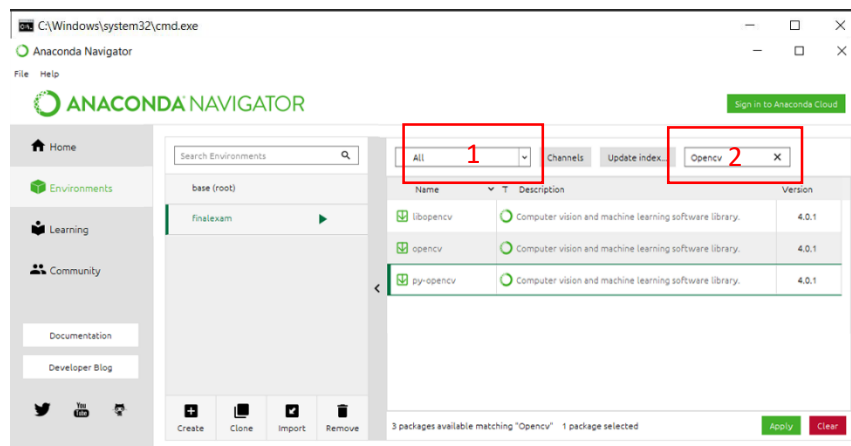 C:\Windows\system32\cmd.exe
Anaconda Navigator
File Help
ANACONDA NAVIGATOR
Sign in to Anaconda Cloud
Home
Environments
Learning
Community
Documentation
Developer Blog
You Tube
Search Environments
base (root)
finalexam
Create Clone Import Remove
All 1 Channels Update index... Opencv 2 X
Name T Description Version
libopencv Computer vision and machine learning software library. 4.0.1
opencv Computer vision and machine learning software library. 4.0.1
py-opencv Computer vision and machine learning software library. 4.0.1
3 packages available matching "Opencv" 1 package selected Apply Clear